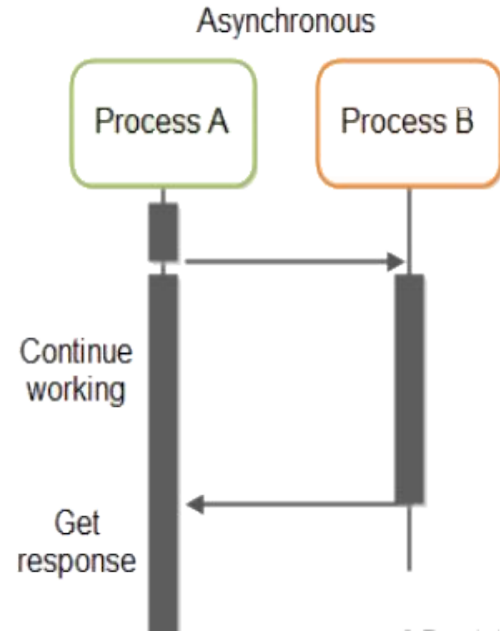 Asynchronous
Process A
Process B
Continue
working
Get
response